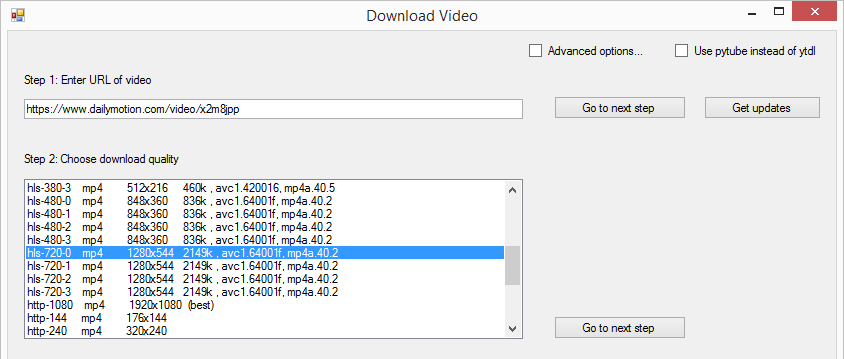 Download Video
Advanced options... Use pytube instead of ytdl
Step 1: Enter URL of video
https://www.dailymotion.com/video/x2m8jpp Go to next step Get updates
Step 2: Choose download quality
hls-380-3 mp4 512x216 460k , avc1.420016, mp4a.40.5
hls-480-0 mp4 848x360 836k , avc1.64001f, mp4a.40.2
hls-480-1 mp4 848x360 836k , avc1.64001f, mp4a.40.2
hls-480-2 mp4 848x360 836k , avc1.64001f, mp4a.40.2
hls-480-3 mp4 848x360 836k , avc1.64001f, mp4a.40.2
hls-720-0 mp4 1280x544 2149k , avc1.64001f, mp4a.40.2
hls-720-1 mp4 1280x544 2149k , avc1.64001f, mp4a.40.2
hls-720-2 mp4 1280x544 2149k , avc1.64001f, mp4a.40.2
hls-720-3 mp4 1280x544 2149k , avc1.64001f, mp4a.40.2
http-1080 mp4 1920x1080 (best)
http-144 mp4 176x144
http-240 mp4 320x240
Go to next step